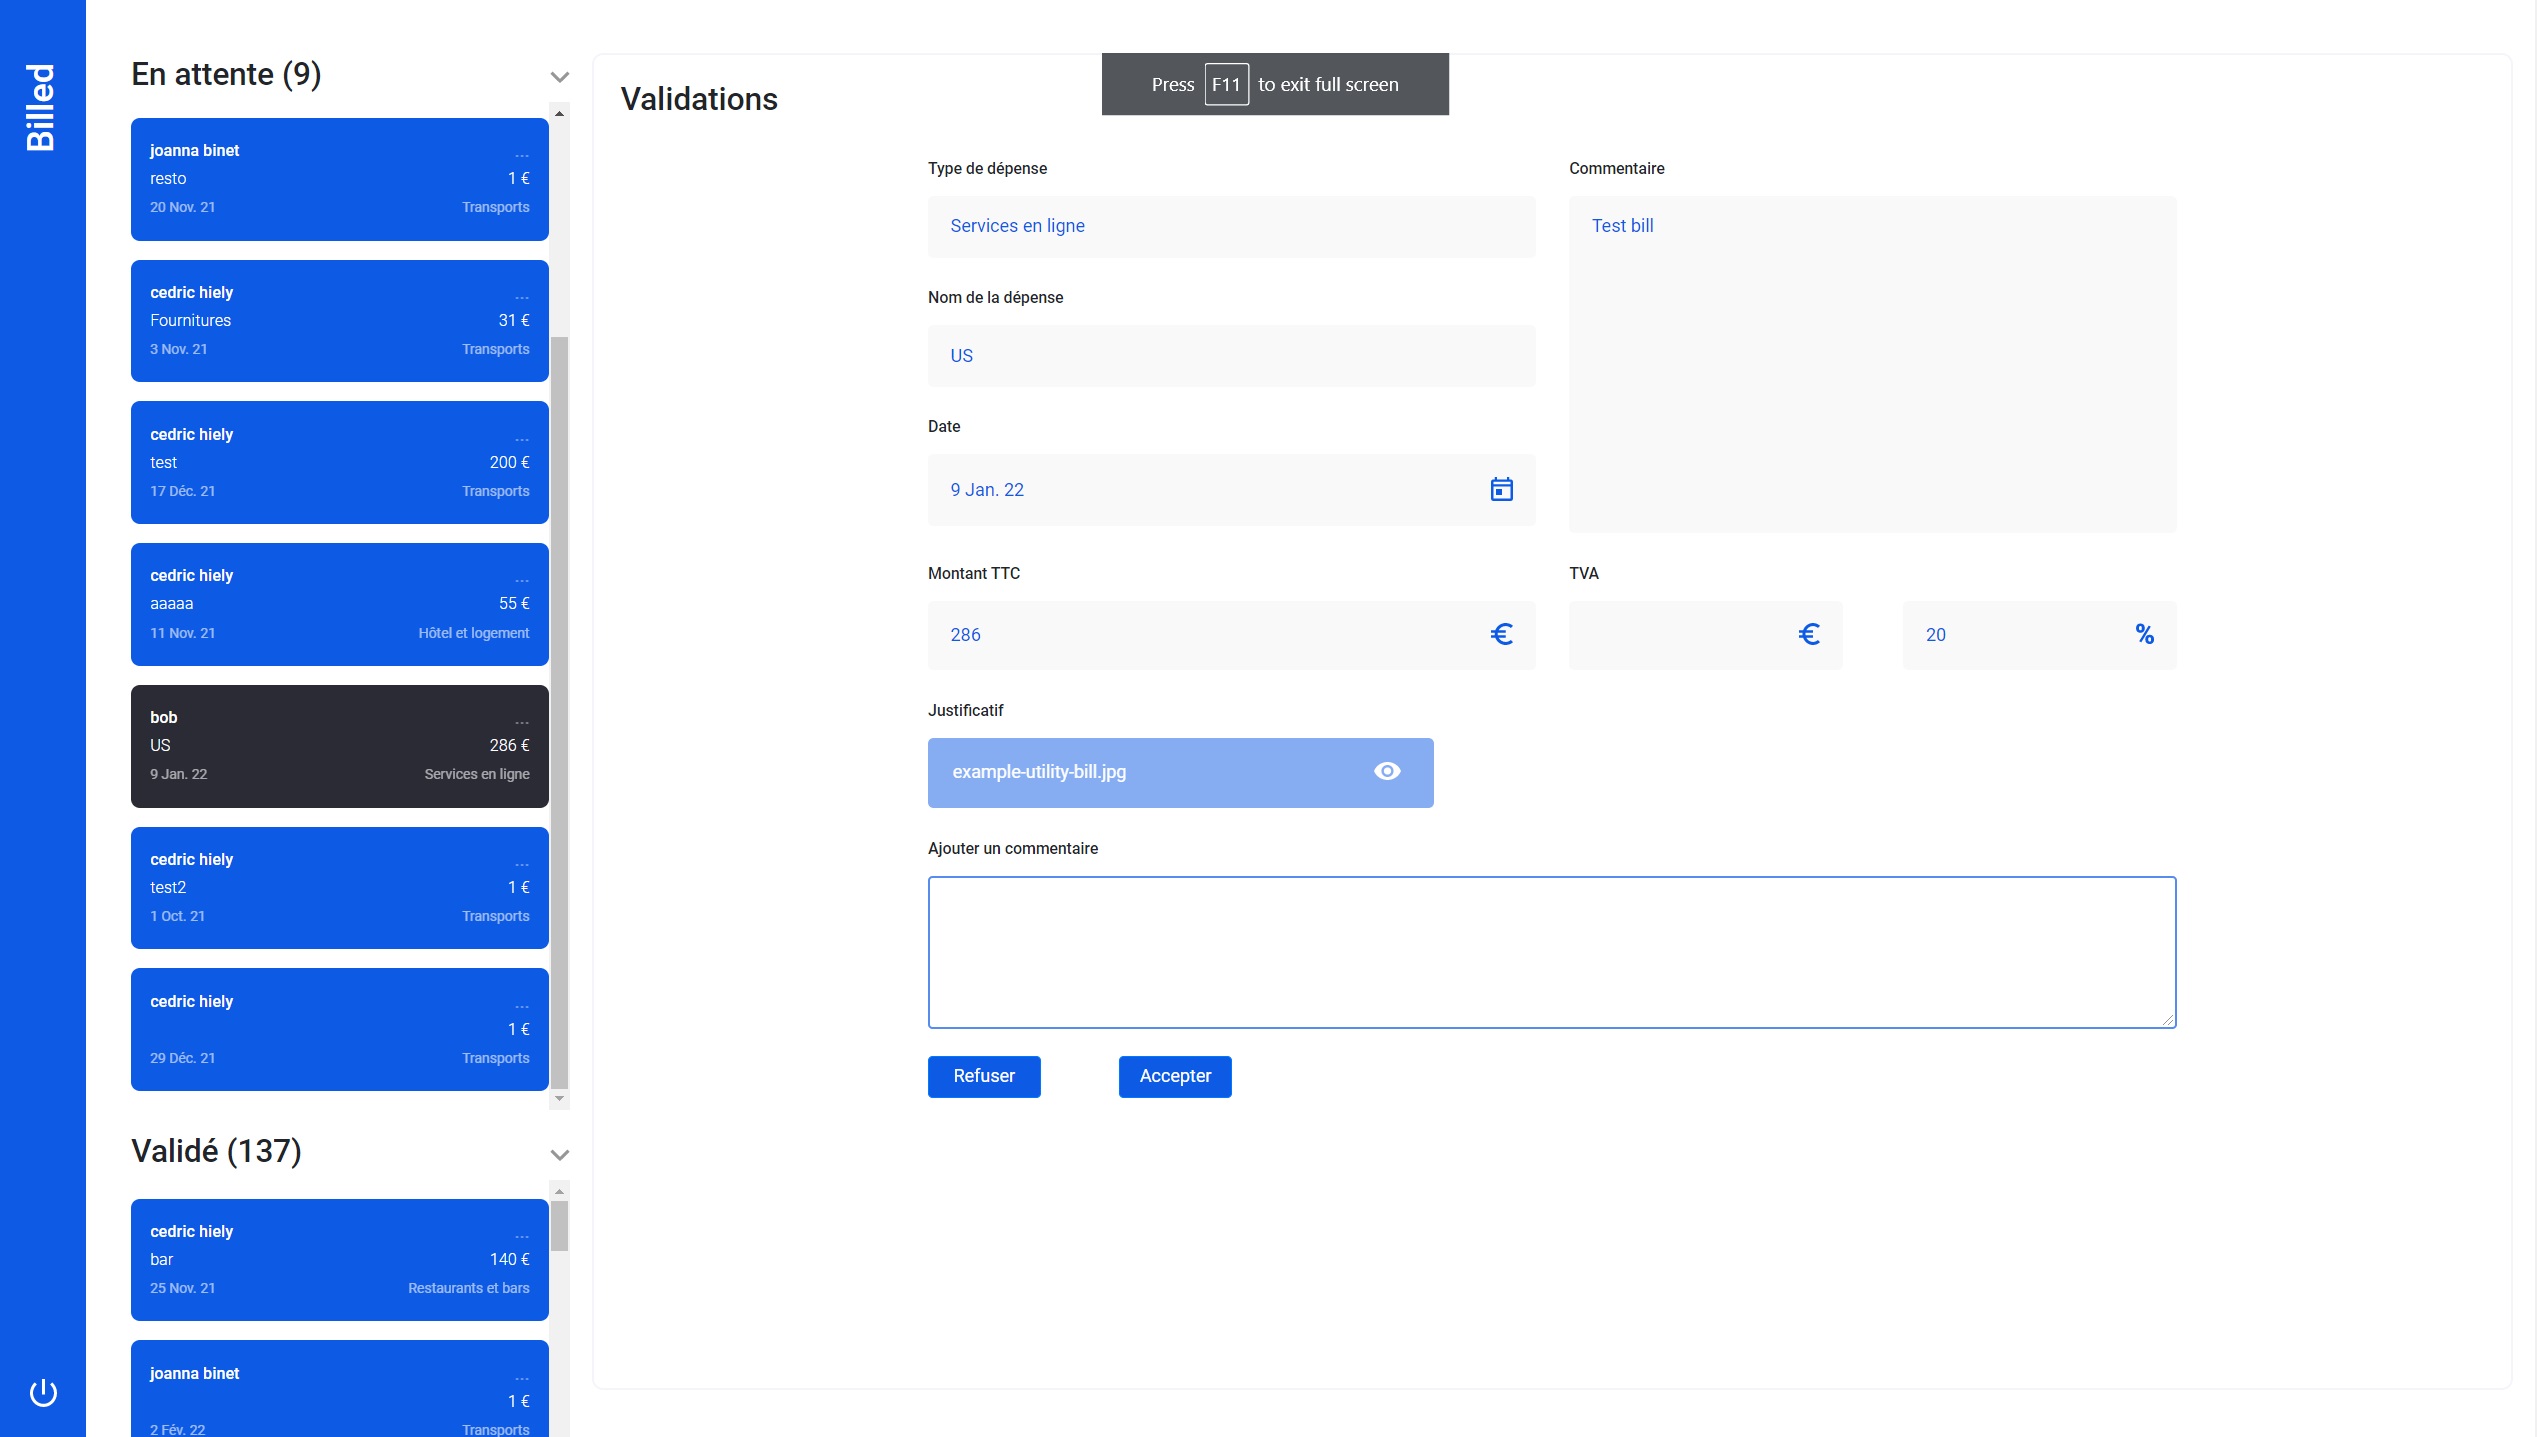 Billed
En attente (9)
joanna binet
...
resto
1 €
20 Nov. 21
Transports
cedric hiely
...
Fournitures
31 €
3 Nov. 21
Transports
cedric hiely
...
test
200 €
17 Déc. 21
Transports
cedric hiely
...
aaaaa
55 €
11 Nov. 21
Hôtel et logement
bob
...
US
286 €
9 Jan. 22
Services en ligne
cedric hiely
...
test2
1 €
1 Oct. 21
Transports
cedric hiely
...
1 €
29 Déc. 21
Transports
Validé (137)
cedric hiely
...
bar
140 €
25 Nov. 21
Restaurants et bars
joanna binet
...
1 €
2 Fév. 22
Transports
Press F11 to exit full screen
Validations
Type de dépense
Services en ligne
Nom de la dépense
US
Date
9 Jan. 22
Commentaire
Test bill
Montant TTC
286 €
TVA
€
20 %
Justificatif
example-utility-bill.jpg
Ajouter un commentaire
Refuser
Accepter